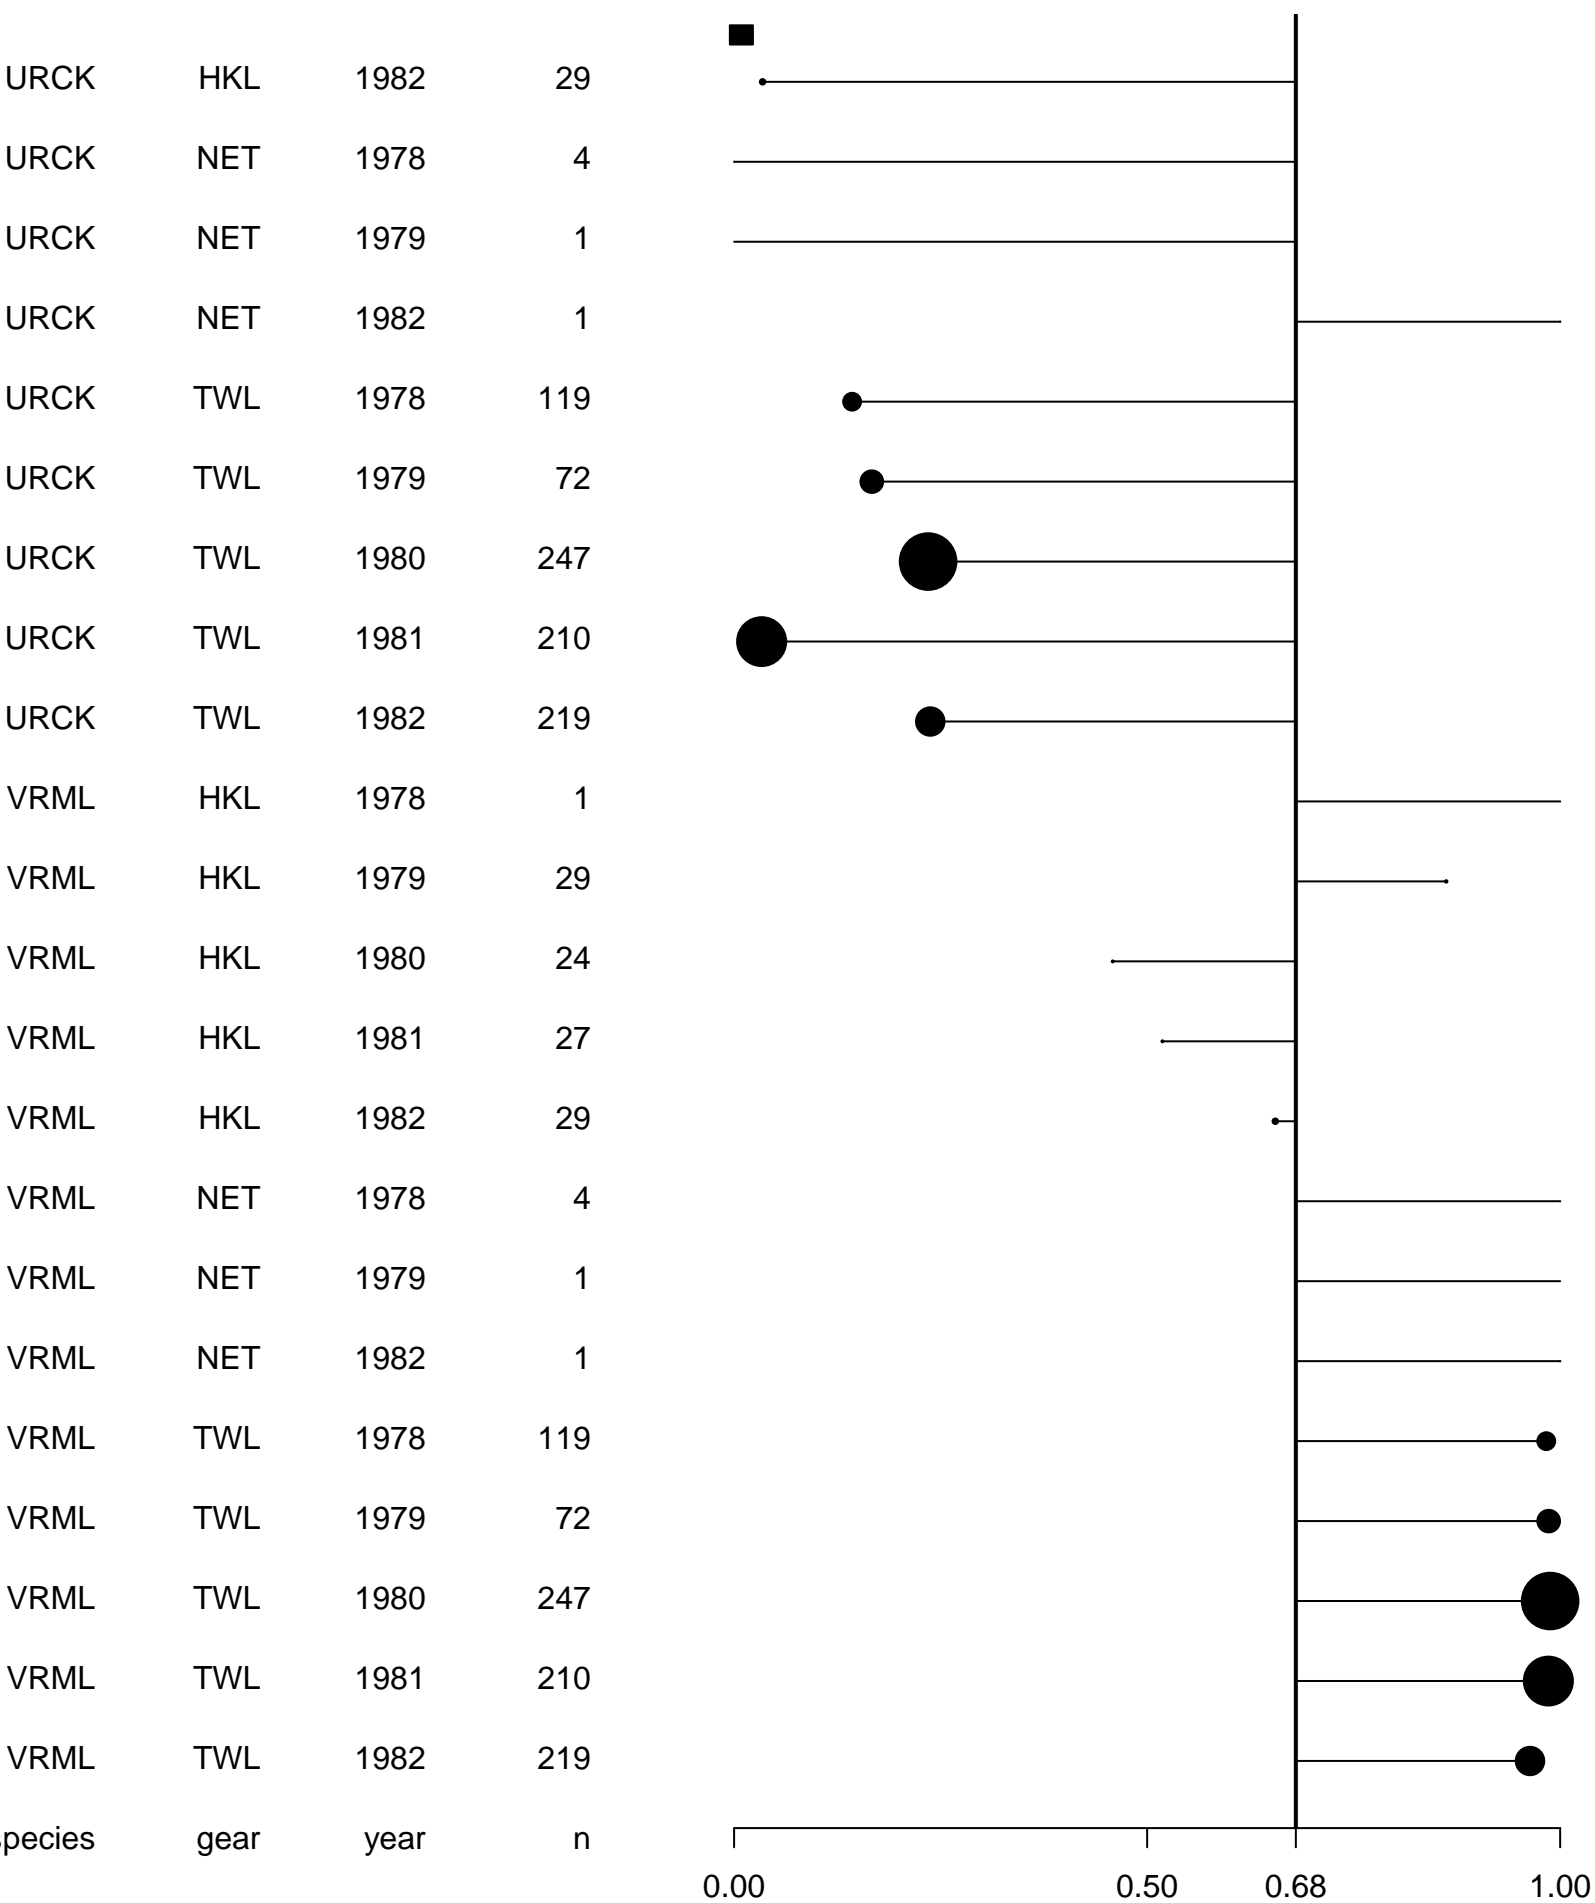 URCK HKL 1982 29
URCK NET 1978 4
URCK NET 1979 1
URCK NET 1982 1
URCK TWL 1978 119
URCK TWL 1979 72
URCK TWL 1980 247
URCK TWL 1981 210
URCK TWL 1982 219
VRML HKL 1978 1
VRML HKL 1979 29
VRML HKL 1980 24
VRML HKL 1981 27
VRML HKL 1982 29
VRML NET 1978 4
VRML NET 1979 1
VRML NET 1982 1
VRML TWL 1978 119
VRML TWL 1979 72
VRML TWL 1980 247
VRML TWL 1981 210
VRML TWL 1982 219
pecies gear year n
0.00 0.50 0.68 1.00